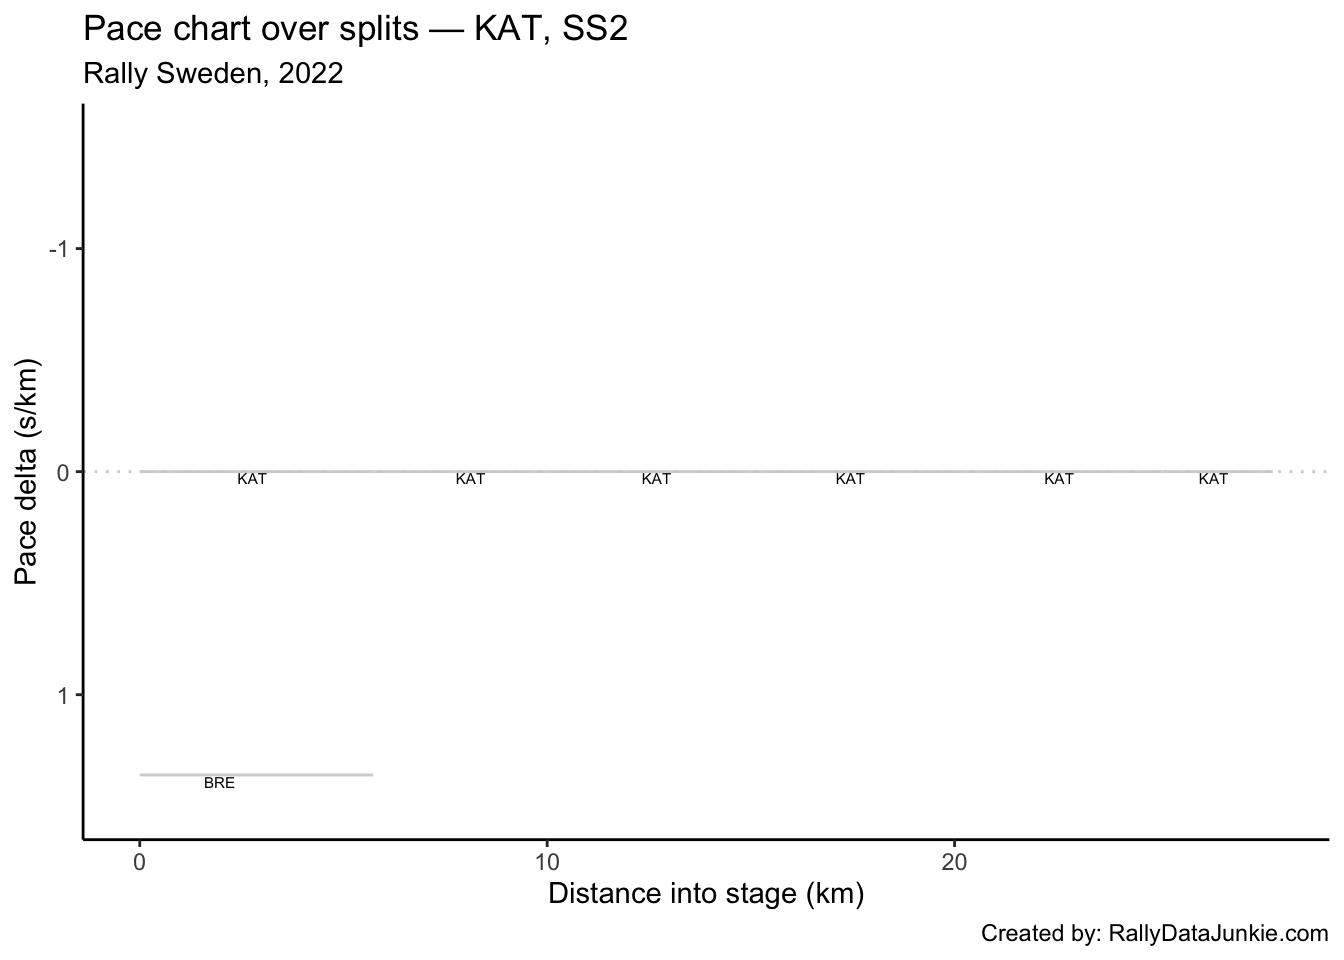 Pace chart over splits — KAT, SS2
Rally Sweden, 2022
Pace delta (s/km)
-1
0
1
KAT KAT KAT KAT KAT KAT
BRE
0 10 20
Distance into stage (km)
Created by: RallyDataJunkie.com